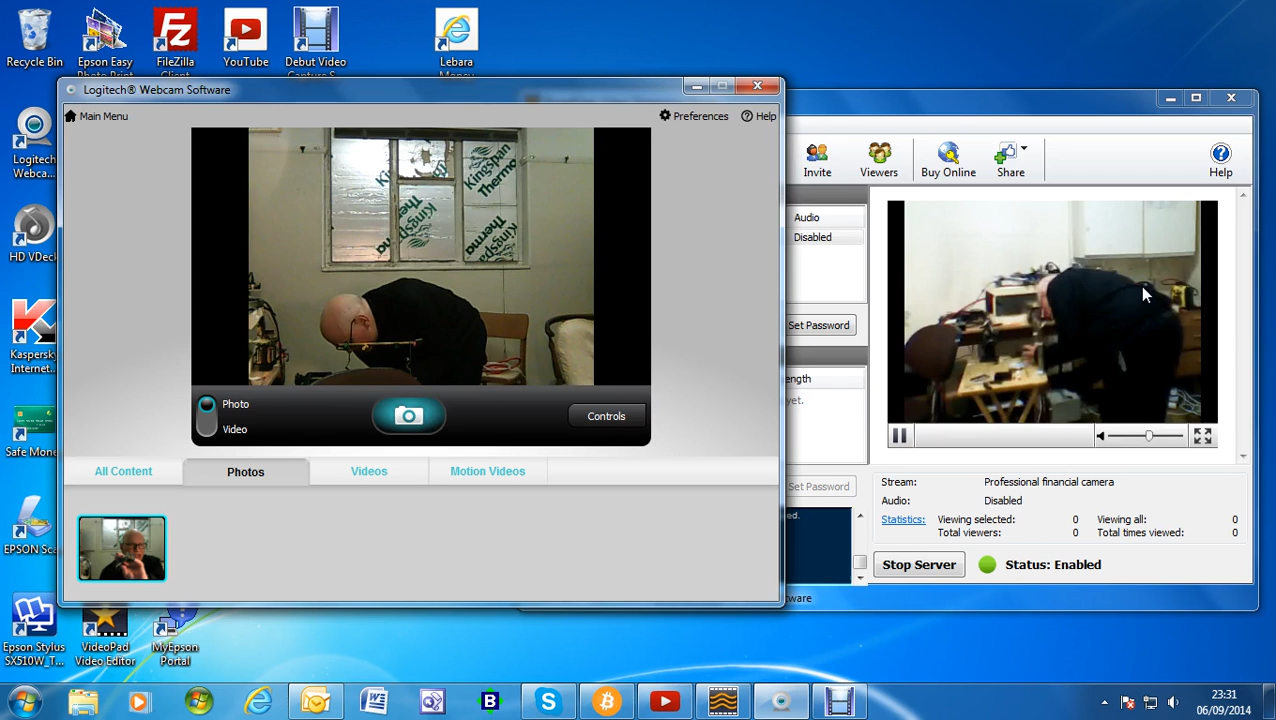 Recycle Bin
Epson Easy
Photo Print
FileZilla
Client
YouTube
Debut Video
Capture S...
Lebara
Money
Logitech
Webca...
HD VDeck
Kaspersky
Internet...
Safe Mone
EPSON Sca
Epson Stylus
SX510W_T...
VideoPad
Video Editor
MyEpson
Portal
Logitech® Webcam Software
Main Menu
Preferences
Help
Kingspan
Thermo
Kingspan
Therma
Photo
Video
Controls
All Content
Photos
Videos
Motion Videos
Invite
Viewers
Buy Online
Share
Help
Audio
Disabled
Set Password
ength
yet.
Set Password
ed.
Stream: Professional financial camera
Audio: Disabled
Statistics: Viewing selected: 0 Viewing all: 0
Total viewers: 0 Total times viewed: 0
Stop Server
Status: Enabled
tware
23:31
06/09/2014